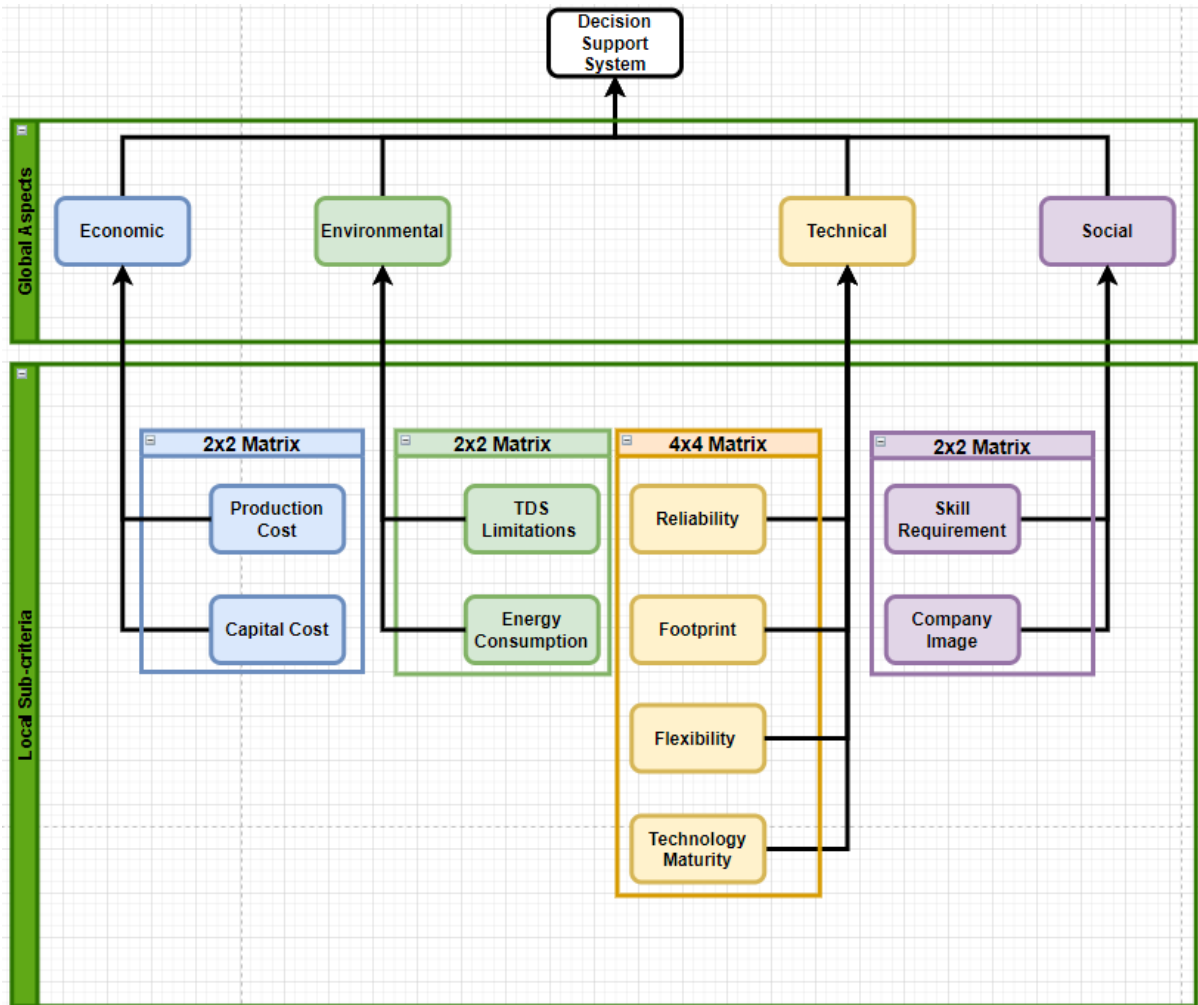 Decision
Support
System
Global Aspects
Economic
Environmental
Technical
Social
Local Sub-criteria
2x2 Matrix
Production
Cost
Capital Cost
2x2 Matrix
TDS
Limitations
Energy
Consumption
4x4 Matrix
Reliability
Footprint
Flexibility
Technology
Maturity
2x2 Matrix
Skill
Requirement
Company
Image